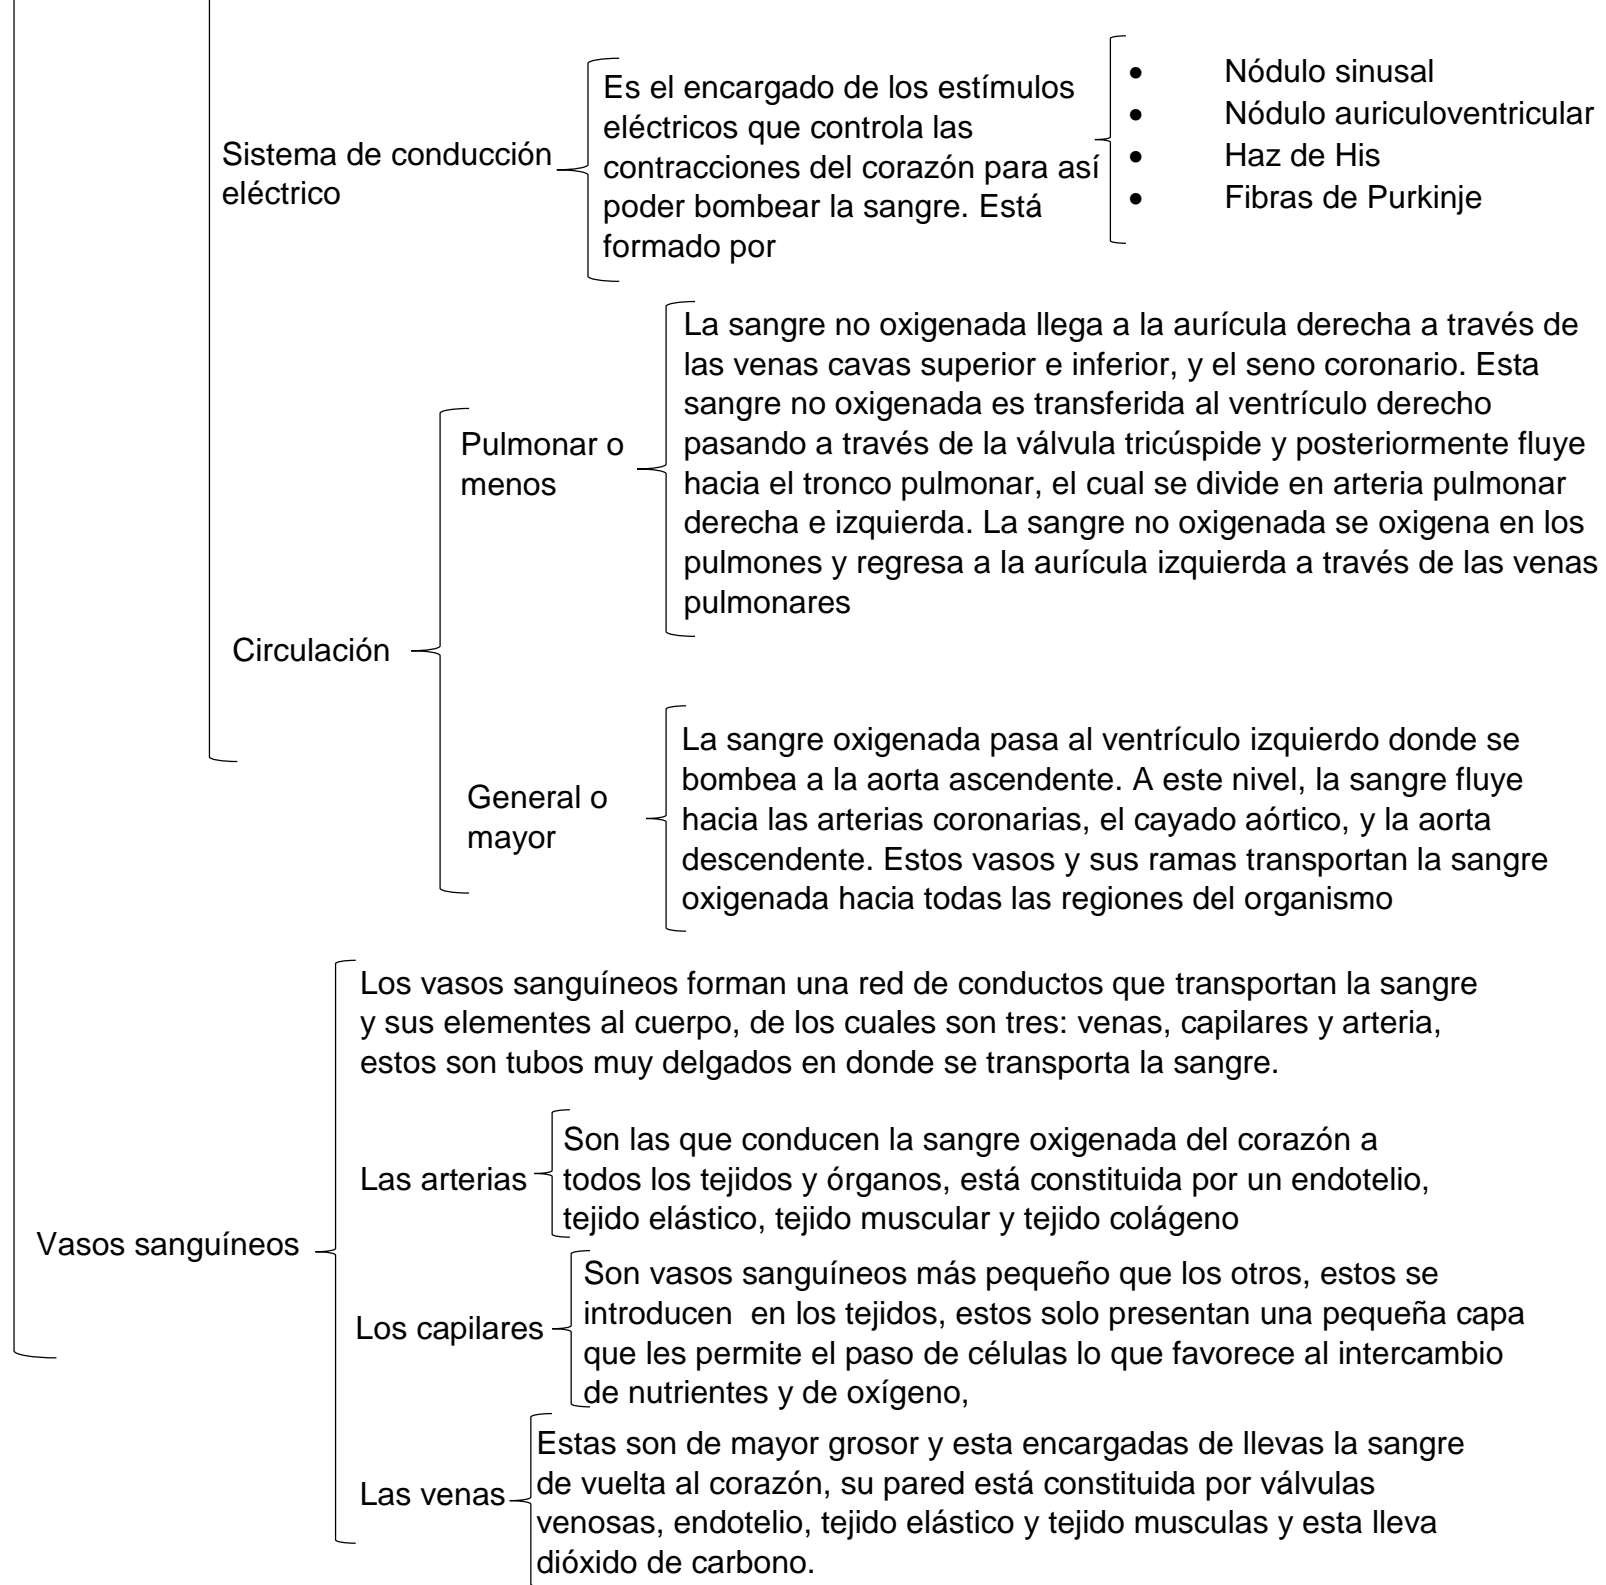 Sistema de conducción
eléctrico
Es el encargado de los estímulos
eléctricos que controla las
contracciones del corazón para así
poder bombear la sangre. Está
formado por
• Nódulo sinusal
• Nódulo auriculoventricular
• Haz de His
• Fibras de Purkinje
Circulación
Pulmonar o
menos
La sangre no oxigenada llega a la aurícula derecha a través de
las venas cavas superior e inferior, y el seno coronario. Esta
sangre no oxigenada es transferida al ventrículo derecho
pasando a través de la válvula tricúspide y posteriormente fluye
hacia el tronco pulmonar, el cual se divide en arteria pulmonar
derecha e izquierda. La sangre no oxigenada se oxigena en los
pulmones y regresa a la aurícula izquierda a través de las venas
pulmonares
General o
mayor
La sangre oxigenada pasa al ventrículo izquierdo donde se
bombea a la aorta ascendente. A este nivel, la sangre fluye
hacia las arterias coronarias, el cayado aórtico, y la aorta
descendente. Estos vasos y sus ramas transportan la sangre
oxigenada hacia todas las regiones del organismo
Vasos sanguíneos
Los vasos sanguíneos forman una red de conductos que transportan la sangre
y sus elementes al cuerpo, de los cuales son tres: venas, capilares y arteria,
estos son tubos muy delgados en donde se transporta la sangre.
Las arterias
Son las que conducen la sangre oxigenada del corazón a
todos los tejidos y órganos, está constituida por un endotelio,
tejido elástico, tejido muscular y tejido colágeno
Los capilares
Son vasos sanguíneos más pequeño que los otros, estos se
introducen  en los tejidos, estos solo presentan una pequeña capa
que les permite el paso de células lo que favorece al intercambio
de nutrientes y de oxígeno,
Las venas
Estas son de mayor grosor y esta encargadas de llevas la sangre
de vuelta al corazón, su pared está constituida por válvulas
venosas, endotelio, tejido elástico y tejido musculas y esta lleva
dióxido de carbono.